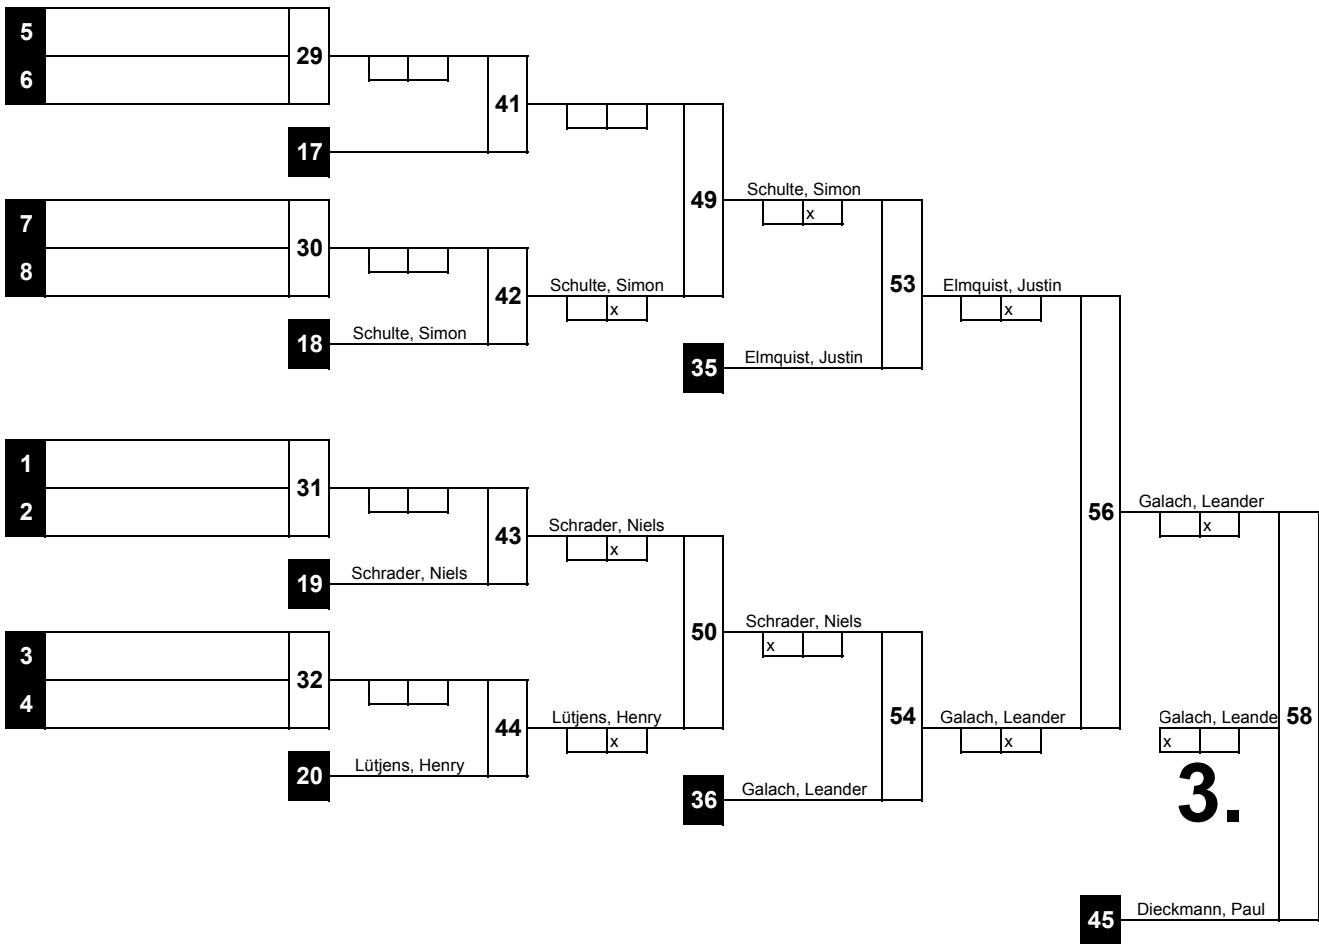 5
29
6
41
17
7
49
Schulte, Simon
x
30
8
42
Schulte, Simon
x
53
Elmquist, Justin
x
18
Schulte, Simon
35
Elmquist, Justin
1
31
2
43
Schrader, Niels
x
56
Galach, Leander
x
19
Schrader, Niels
3
50
Schrader, Niels
x
32
4
44
Lütjens, Henry
x
54
Galach, Leander
x
Galach, Leande
x
58
20
Lütjens, Henry
36
Galach, Leander
3.
45
Dieckmann, Paul